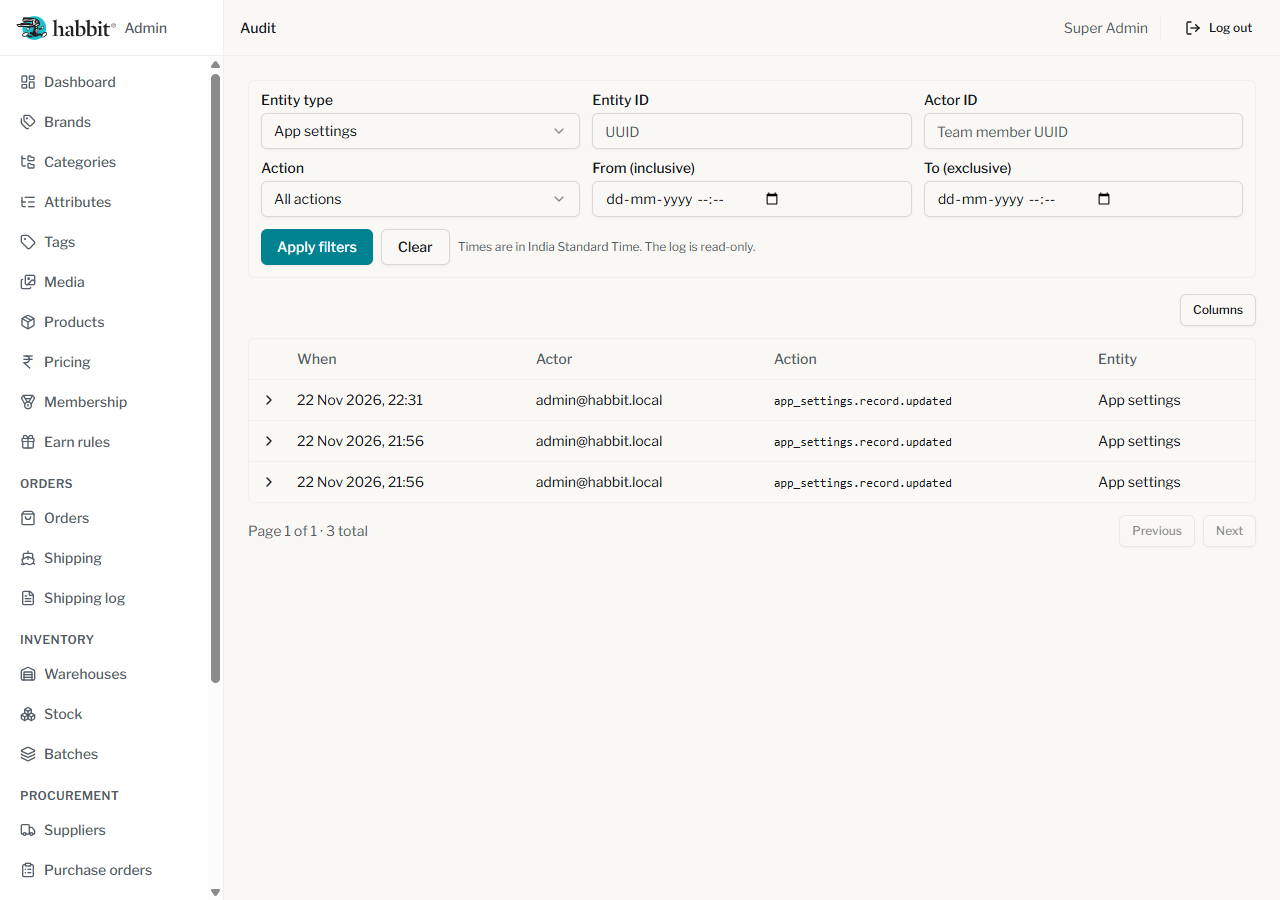 habbit® Admin
Audit
Super Admin
Log out
Dashboard
Brands
Categories
Attributes
Tags
Media
Products
Pricing
Membership
Earn rules
ORDERS
Orders
Shipping
Shipping log
INVENTORY
Warehouses
Stock
Batches
PROCUREMENT
Suppliers
Purchase orders
Entity type
Entity ID
Actor ID
App settings
UUID
Team member UUID
Action
From (inclusive)
To (exclusive)
All actions
dd-mm-yyyy --:--
dd-mm-yyyy --:--
Apply filters
Clear
Times are in India Standard Time. The log is read-only.
Columns
When Actor Action Entity
22 Nov 2026, 22:31 admin@habbit.local app_settings.record.updated App settings
22 Nov 2026, 21:56 admin@habbit.local app_settings.record.updated App settings
22 Nov 2026, 21:56 admin@habbit.local app_settings.record.updated App settings
Page 1 of 1 · 3 total
Previous
Next